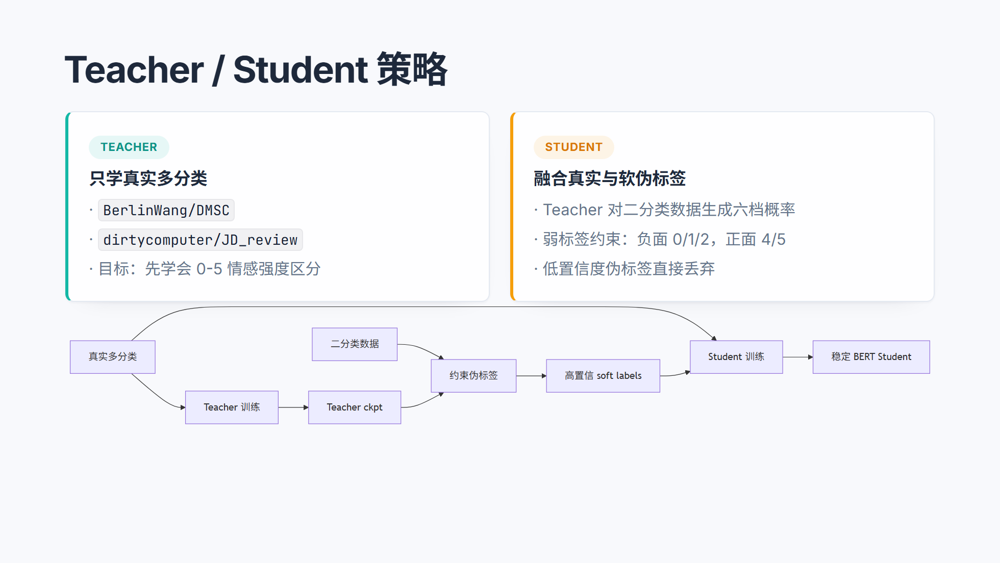 Teacher / Student 策略
TEACHER
只学真实多分类
· BerlinWang/DMSC
· dirtycomputer/JD_review
· 目标：先学会 0-5 情感强度区分
STUDENT
融合真实与软伪标签
· Teacher 对二分类数据生成六档概率
· 弱标签约束：负面 0/1/2，正面 4/5
· 低置信度伪标签直接丢弃
真实多分类
二分类数据
Teacher 训练
Teacher ckpt
约束伪标签
高置信 soft labels
Student 训练
稳定 BERT Student